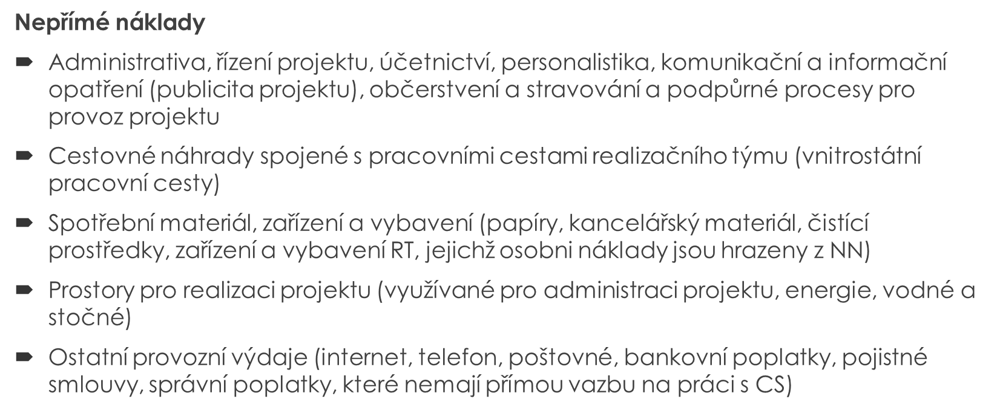 Nepřímé náklady
Administrativa, řízení projektu, účetnictví, personalistika, komunikační a informační
opatření (publicita projektu), občerstvení a stravování a podpůrné procesy pro
provoz projektu
Cestovné náhrady spojené s pracovními cestami realizačního týmu (vnitrostátní
pracovní cesty)
Spotřební materiál, zařízení a vybavení (papíry, kancelářský materiál, čistící
prostředky, zařízení a vybavení RT, jejichž osobni náklady jsou hrazeny z NN)
Prostory pro realizaci projektu (využívané pro administraci projektu, energie, vodné a
stočné)
Ostatní provozní výdaje (internet, telefon, poštovné, bankovní poplatky, pojistné
smlouvy, správní poplatky, které nemají přímou vazbu na práci s CS)